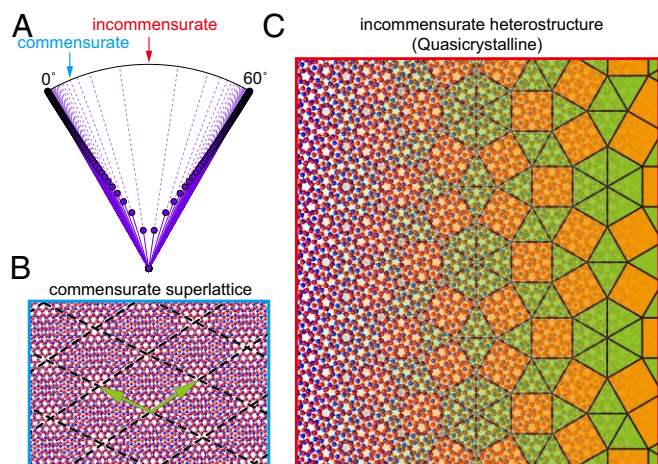 A
incommensurate
commensurate
0°
60°
B
commensurate superlattice
C
incommensurate heterostructure
(Quasicrystalline)